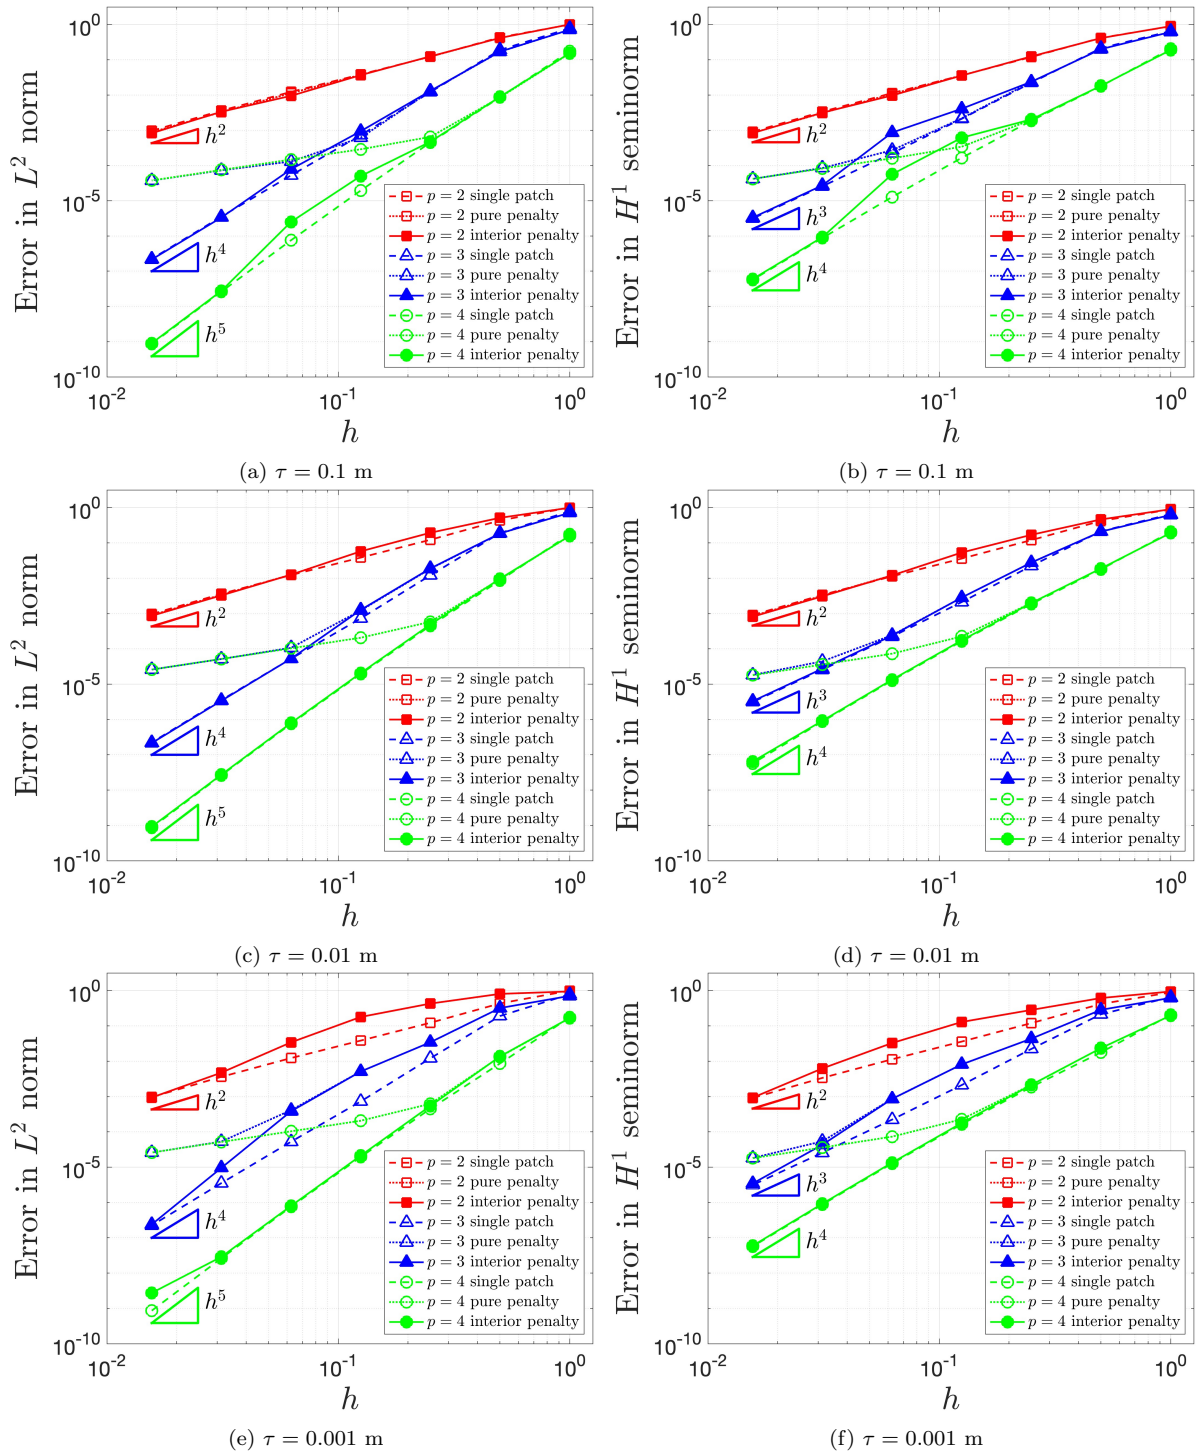 10^0
10^-5
10^-10
10^-2
10^-1
10^0
Error in L^2 norm
h
h^2
h^4
h^5
p = 2 single patch
p = 2 pure penalty
p = 2 interior penalty
p = 3 single patch
p = 3 pure penalty
p = 3 interior penalty
p = 4 single patch
p = 4 pure penalty
p = 4 interior penalty
(a) τ = 0.1 m
10^0
10^-5
10^-10
10^-2
10^-1
10^0
Error in H^1 seminorm
h
h^2
h^3
h^4
p = 2 single patch
p = 2 pure penalty
p = 2 interior penalty
p = 3 single patch
p = 3 pure penalty
p = 3 interior penalty
p = 4 single patch
p = 4 pure penalty
p = 4 interior penalty
(b) τ = 0.1 m
10^0
10^-5
10^-10
10^-2
10^-1
10^0
Error in L^2 norm
h
h^2
h^4
h^5
p = 2 single patch
p = 2 pure penalty
p = 2 interior penalty
p = 3 single patch
p = 3 pure penalty
p = 3 interior penalty
p = 4 single patch
p = 4 pure penalty
p = 4 interior penalty
(c) τ = 0.01 m
10^0
10^-5
10^-10
10^-2
10^-1
10^0
Error in H^1 seminorm
h
h^2
h^3
h^4
p = 2 single patch
p = 2 pure penalty
p = 2 interior penalty
p = 3 single patch
p = 3 pure penalty
p = 3 interior penalty
p = 4 single patch
p = 4 pure penalty
p = 4 interior penalty
(d) τ = 0.01 m
10^0
10^-5
10^-10
10^-2
10^-1
10^0
Error in L^2 norm
h
h^2
h^4
h^5
p = 2 single patch
p = 2 pure penalty
p = 2 interior penalty
p = 3 single patch
p = 3 pure penalty
p = 3 interior penalty
p = 4 single patch
p = 4 pure penalty
p = 4 interior penalty
(e) τ = 0.001 m
10^0
10^-5
10^-10
10^-2
10^-1
10^0
Error in H^1 seminorm
h
h^2
h^3
h^4
p = 2 single patch
p = 2 pure penalty
p = 2 interior penalty
p = 3 single patch
p = 3 pure penalty
p = 3 interior penalty
p = 4 single patch
p = 4 pure penalty
p = 4 interior penalty
(f) τ = 0.001 m